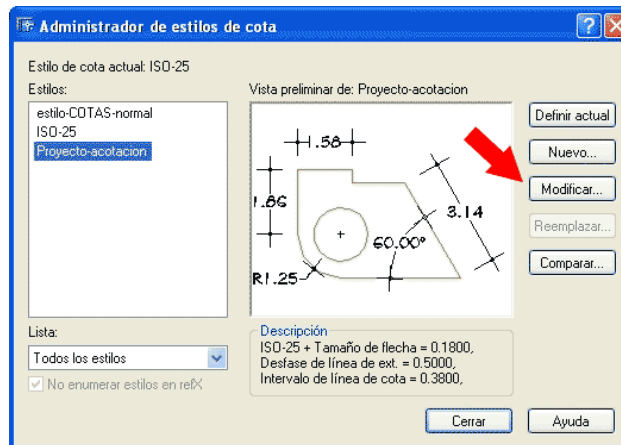 Administrador de estilos de cota
Estilo de cota actual: ISO-25
Estilos:
estilo-COTAS-normal
ISO-25
Proyecto-acotacion
Vista preliminar de: Proyecto-acotacion
1.58
1.86
3.14
60.00°
R1.25
Definir actual
Nuevo...
Modificar...
Reemplazar...
Comparar...
Lista:
Todos los estilos
No enumerar estilos en refX
Descripción
ISO-25 + Tamaño de flecha = 0.1800,
Desfase de línea de ext. = 0.5000,
Intervalo de línea de cota = 0.3800,
Cerrar
Ayuda